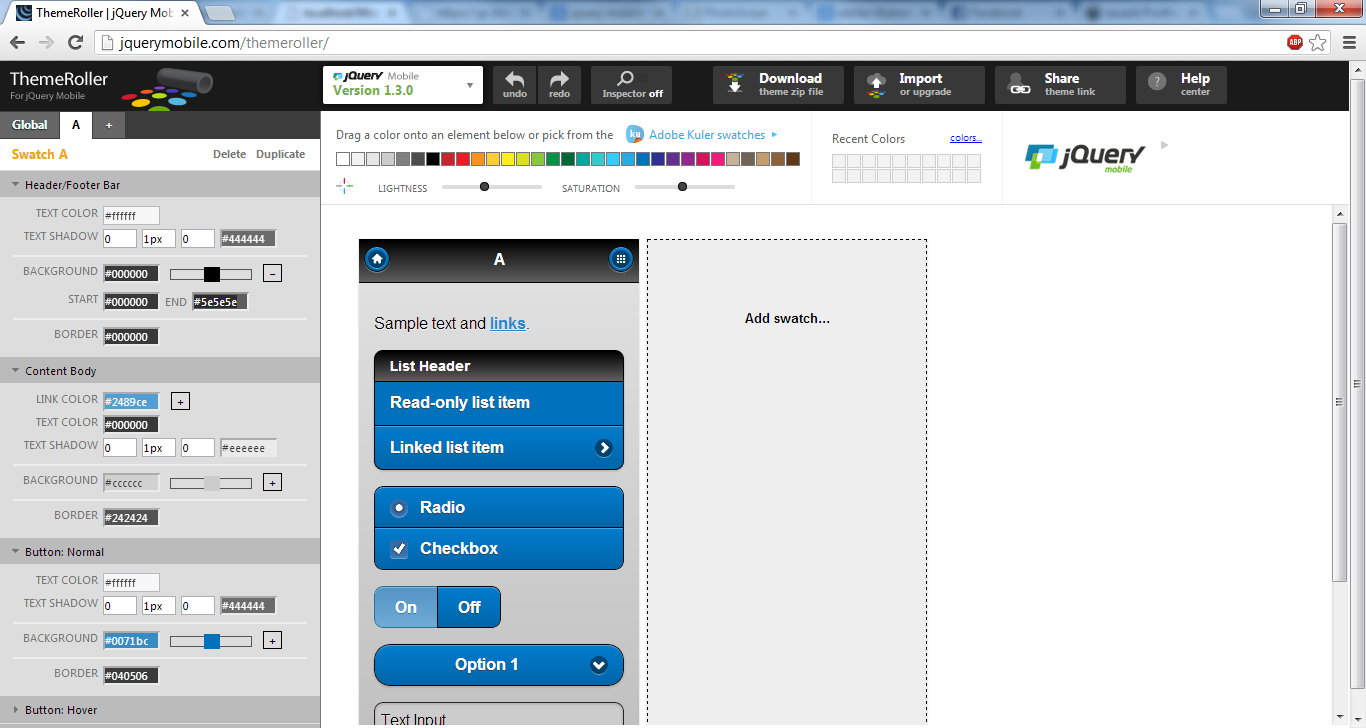 ThemeRoller | jQuery Mob
jquerymobile.com/themeroller/
ABP
ThemeRoller
For jQuery Mobile
jQuery Mobile
Version 1.3.0
undo
redo
Inspector off
Download
theme zip file
Import
or upgrade
Share
theme link
?
Help
center
Global
A
+
Swatch A
Delete
Duplicate
Drag a color onto an element below or pick from the
ku
Adobe Kuler swatches
LIGHTNESS
SATURATION
Recent Colors
colors...
jQuery
mobile
Header/Footer Bar
TEXT COLOR #ffffff
TEXT SHADOW 0 1px 0 #444444
BACKGROUND #000000 -
START #000000 END #5e5e5e
BORDER #000000
Content Body
LINK COLOR #2489ce +
TEXT COLOR #000000
TEXT SHADOW 0 1px 0 #eeeeee
BACKGROUND #cccccc +
BORDER #242424
Button: Normal
TEXT COLOR #ffffff
TEXT SHADOW 0 1px 0 #444444
BACKGROUND #0071bc +
BORDER #040506
Button: Hover
A
Sample text and links.
List Header
Read-only list item
Linked list item
Radio
Checkbox
On Off
Option 1
Text Input
Add swatch...